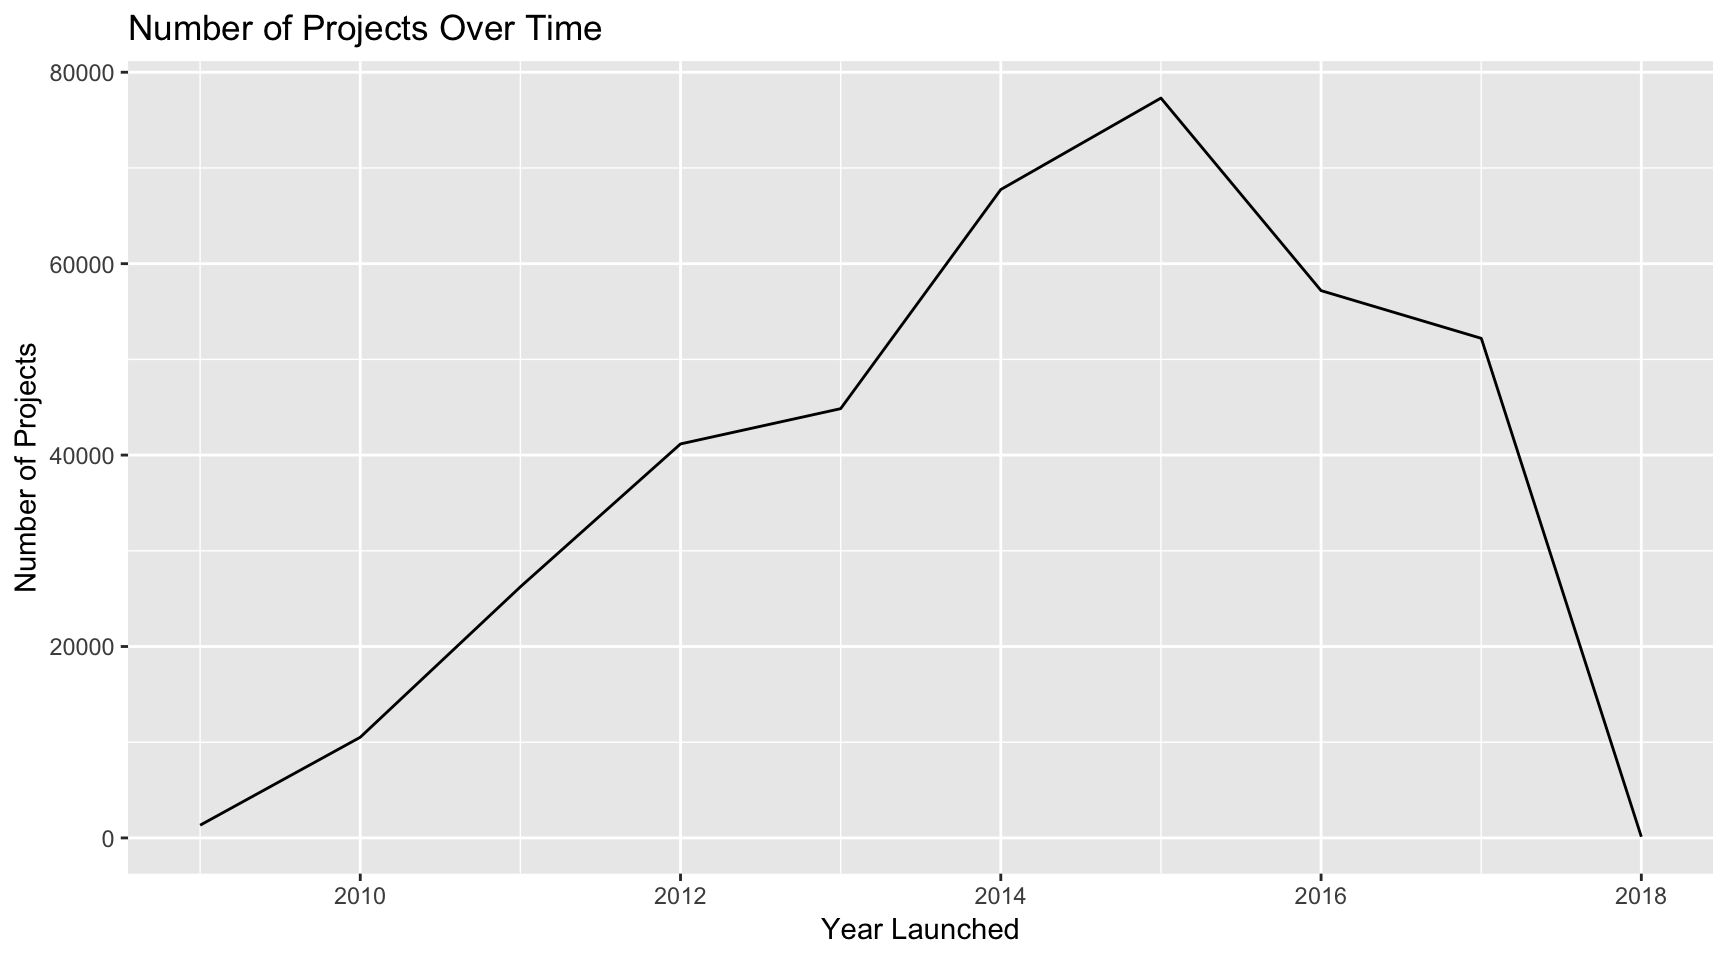 Number of Projects Over Time
80000
60000
40000
20000
0
Number of Projects
2010 2012 2014 2016 2018
Year Launched